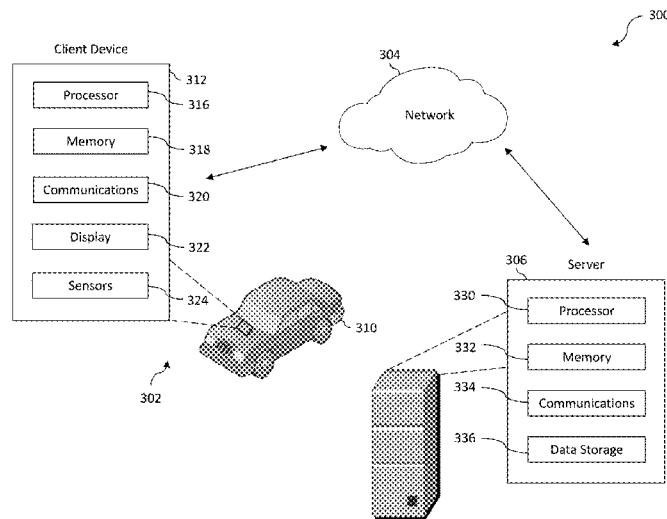 300
Client Device
312
Processor
316
Memory
318
Communications
320
Display
322
Sensors
324
304
Network
310
302
306
Server
330
Processor
332
Memory
334
Communications
336
Data Storage